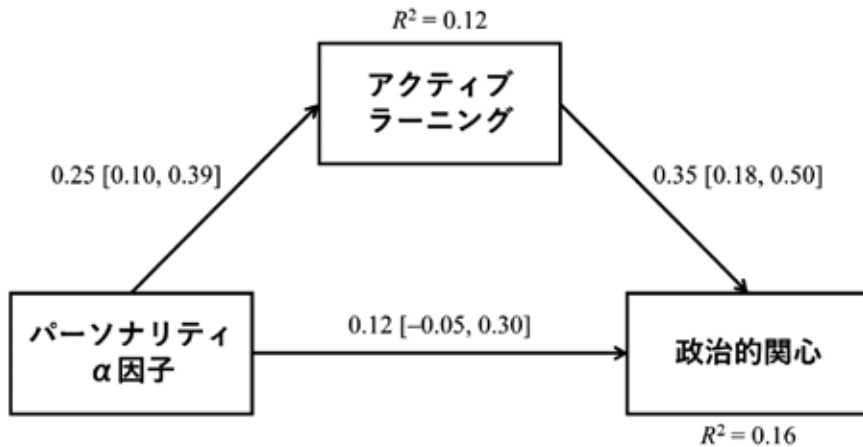 R² = 0.12
アクティブ
ラーニング
0.25 [0.10, 0.39]
0.35 [0.18, 0.50]
パーソナリティ
α因子
0.12 [–0.05, 0.30]
政治的関心
R² = 0.16